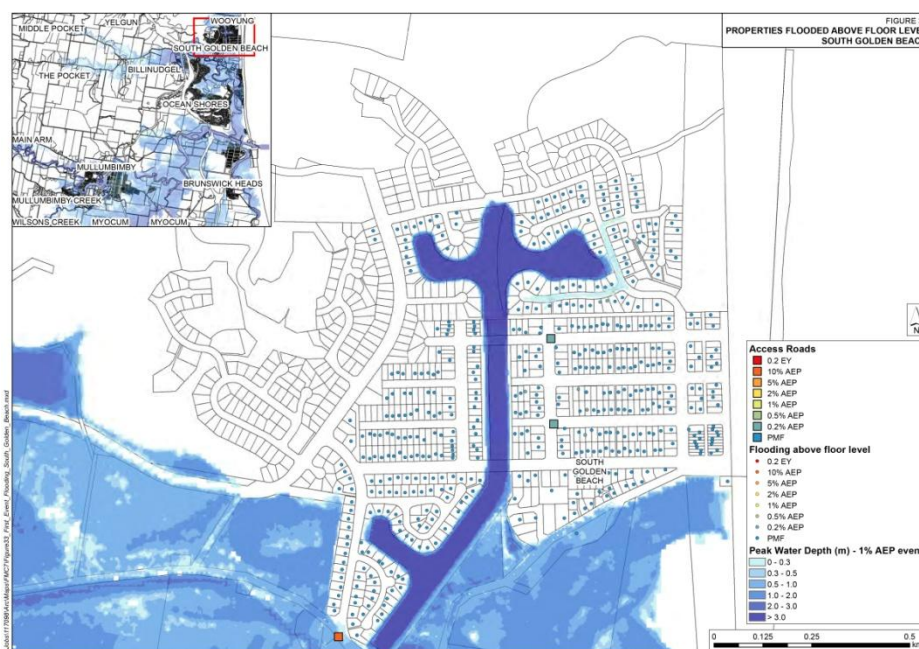 WOOYUNG
YELGUN
MIDDLE POCKET
SOUTH GOLDEN BEACH
BILLINUDGEL
THE POCKET
OCEAN SHORES
MAIN ARM
MULLUMBIMBY
BRUNSWICK HEADS
MULLUMBIMBY CREEK
WILSONS CREEK
MYOCUM
MYOCUM
FIGURE
PROPERTIES FLOODED ABOVE FLOOR LEVE
SOUTH GOLDEN BEAC
N
SOUTH
GOLDEN
BEACH
Access Roads
0.2 EY
10% AEP
5% AEP
2% AEP
1% AEP
0.5% AEP
0.2% AEP
PMF
Flooding above floor level
0.2 EY
10% AEP
5% AEP
2% AEP
1% AEP
0.5% AEP
0.2% AEP
PMF
Peak Water Depth (m) - 1% AEP even
0 - 0.3
0.3 - 0.5
0.5 - 1.0
1.0 - 2.0
2.0 - 3.0
> 3.0
0 0.125 0.25 0.5